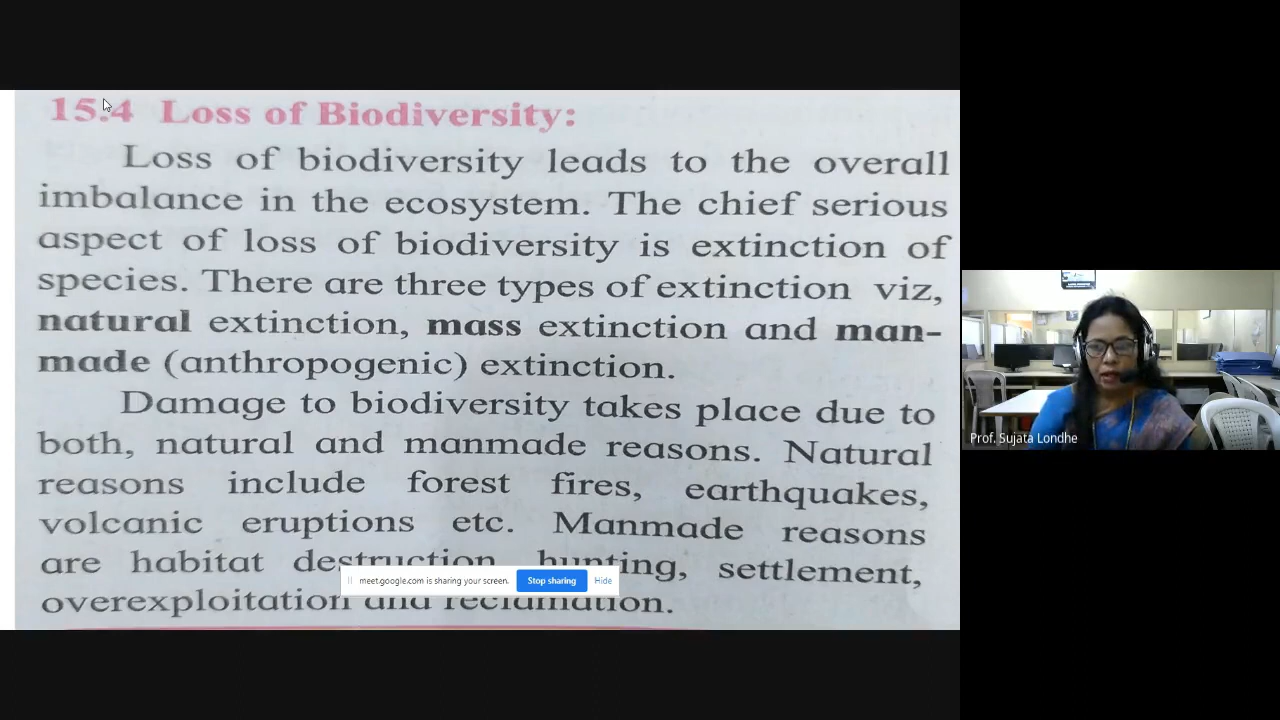 15.4 Loss of Biodiversity:
Loss of biodiversity leads to the overall
imbalance in the ecosystem. The chief serious
aspect of loss of biodiversity is extinction of
species. There are three types of extinction viz,
natural extinction, mass extinction and man-
made (anthropogenic) extinction.
Damage to biodiversity takes place due to
both, natural and manmade reasons. Natural
reasons include forest fires, earthquakes,
volcanic eruptions etc. Manmade reasons
are habitat destruction, hunting, settlement,
overexploitation and reclamation.
meet.google.com is sharing your screen. Stop sharing Hide
Prof. Sujata Londhe